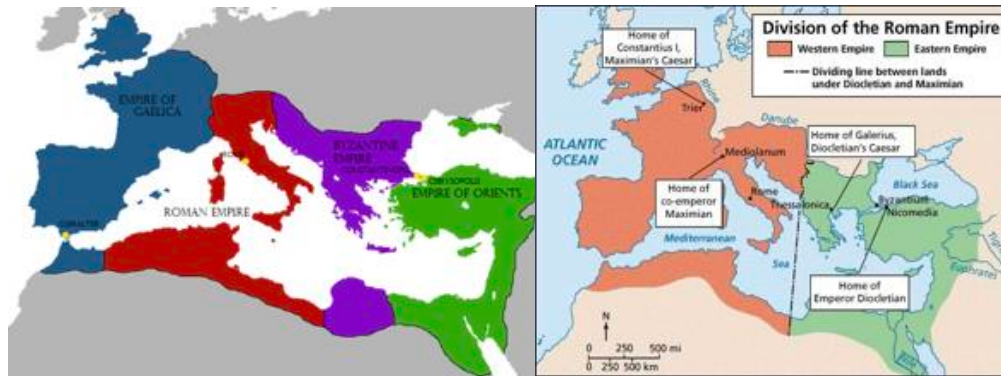 EMPIRE OF
GAELICA
BYZANTINE
EMPIRE
CHRYSOPOLIS
EMPIRE OF ORIENTS
ROMAN EMPIRE
Division of the Roman Empire
Western Empire
Eastern Empire
Dividing line between lands
under Diocletian and Maximian
Home of
Constantius I,
Maximian's Caesar
Rhine
Trier
Danube
ATLANTIC
OCEAN
Mediolanum
Home of Galerius,
Diocletian's Caesar
Home of
co-emperor
Maximian
Rome
Thessalonica
Black Sea
Byzantium
Nicomedia
Mediterranean
Sea
Euphrates
Home of
Emperor Diocletian
N
0 250 500 mi
0 250 500 km
Nile